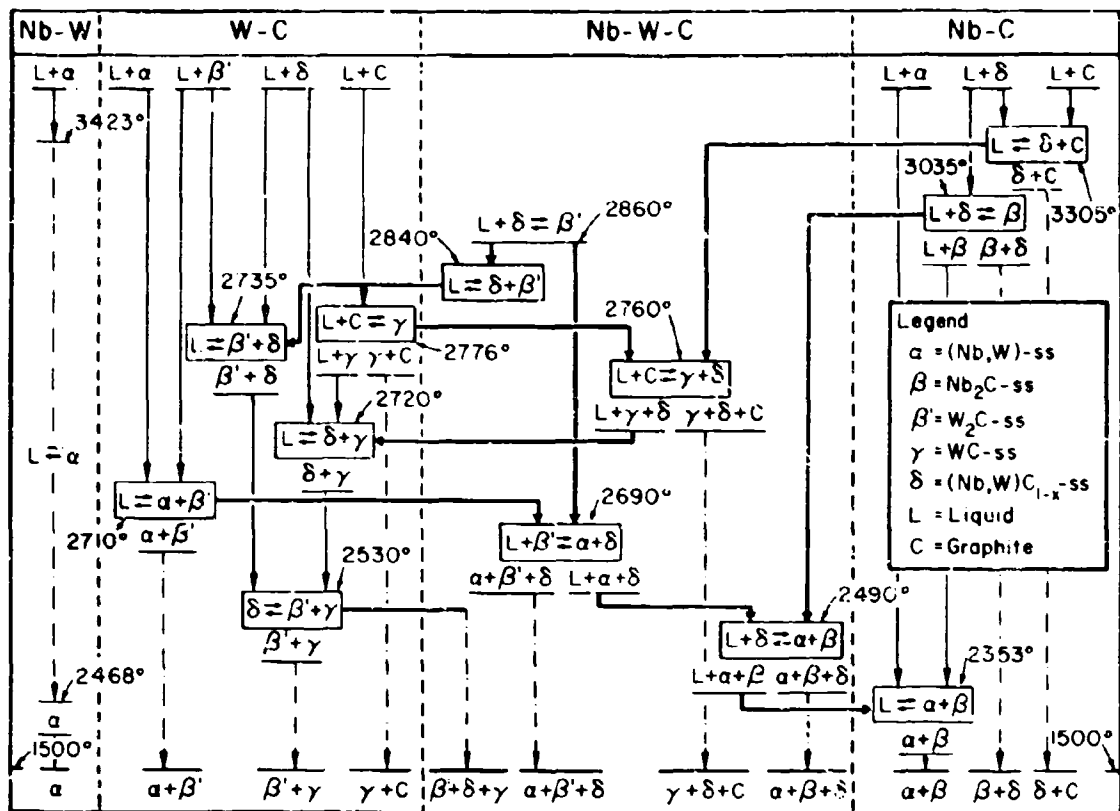 Nb-W W-C Nb-W-C Nb-C
L+α L+α L+β' L+δ L+C L+α L+δ L+C
3423°
L ⇌ δ+C
3035° δ+C
3305°
L+δ ⇌ β
L+δ ⇌ β' 2860°
2840°
L+β β+δ
L ⇌ δ+β'
2735°
L+C ⇌ γ 2760°
L ⇌ β'+δ
L+γ γ+C 2776°
β'+δ
L+C ⇌ γ+δ
2720° L+γ+δ γ+δ+C
L ⇌ δ+γ
Legend
α = (Nb,W)-ss
β = Nb₂C-ss
β' = W₂C-ss
γ = WC-ss
δ = (Nb,W)C₁₋ₓ-ss
L = Liquid
C = Graphite
L ⇌ α
δ+γ
L ⇌ α+β' 2690°
2710° α+β' L+β' ⇌ α+δ
2530° α+β'+δ L+α+δ
δ ⇌ β'+γ 2490°
β'+γ L+δ ⇌ α+β
2468° L+α+β α+β+δ 2353°
α L ⇌ α+β
1500° α+β 1500°
α α+β' β'+γ γ+C β'+δ+γ α+β'+δ γ+δ+C α+β+δ α+β β+δ δ+C